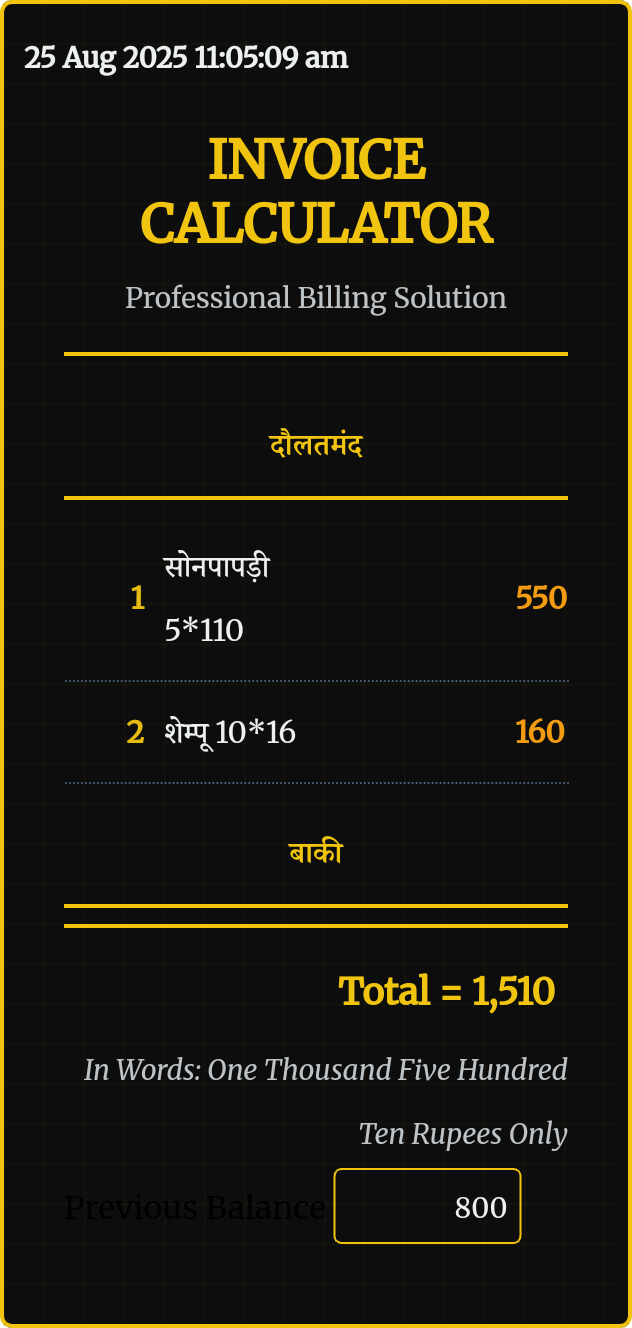 25 Aug 2025 11:05:09 am
INVOICE
CALCULATOR
Professional Billing Solution
दौलतमंद
1 सोनपापड़ी 5*110 550
2 शेम्पू 10*16 160
बाकी
Total = 1,510
In Words: One Thousand Five Hundred
Ten Rupees Only
Previous Balance 800